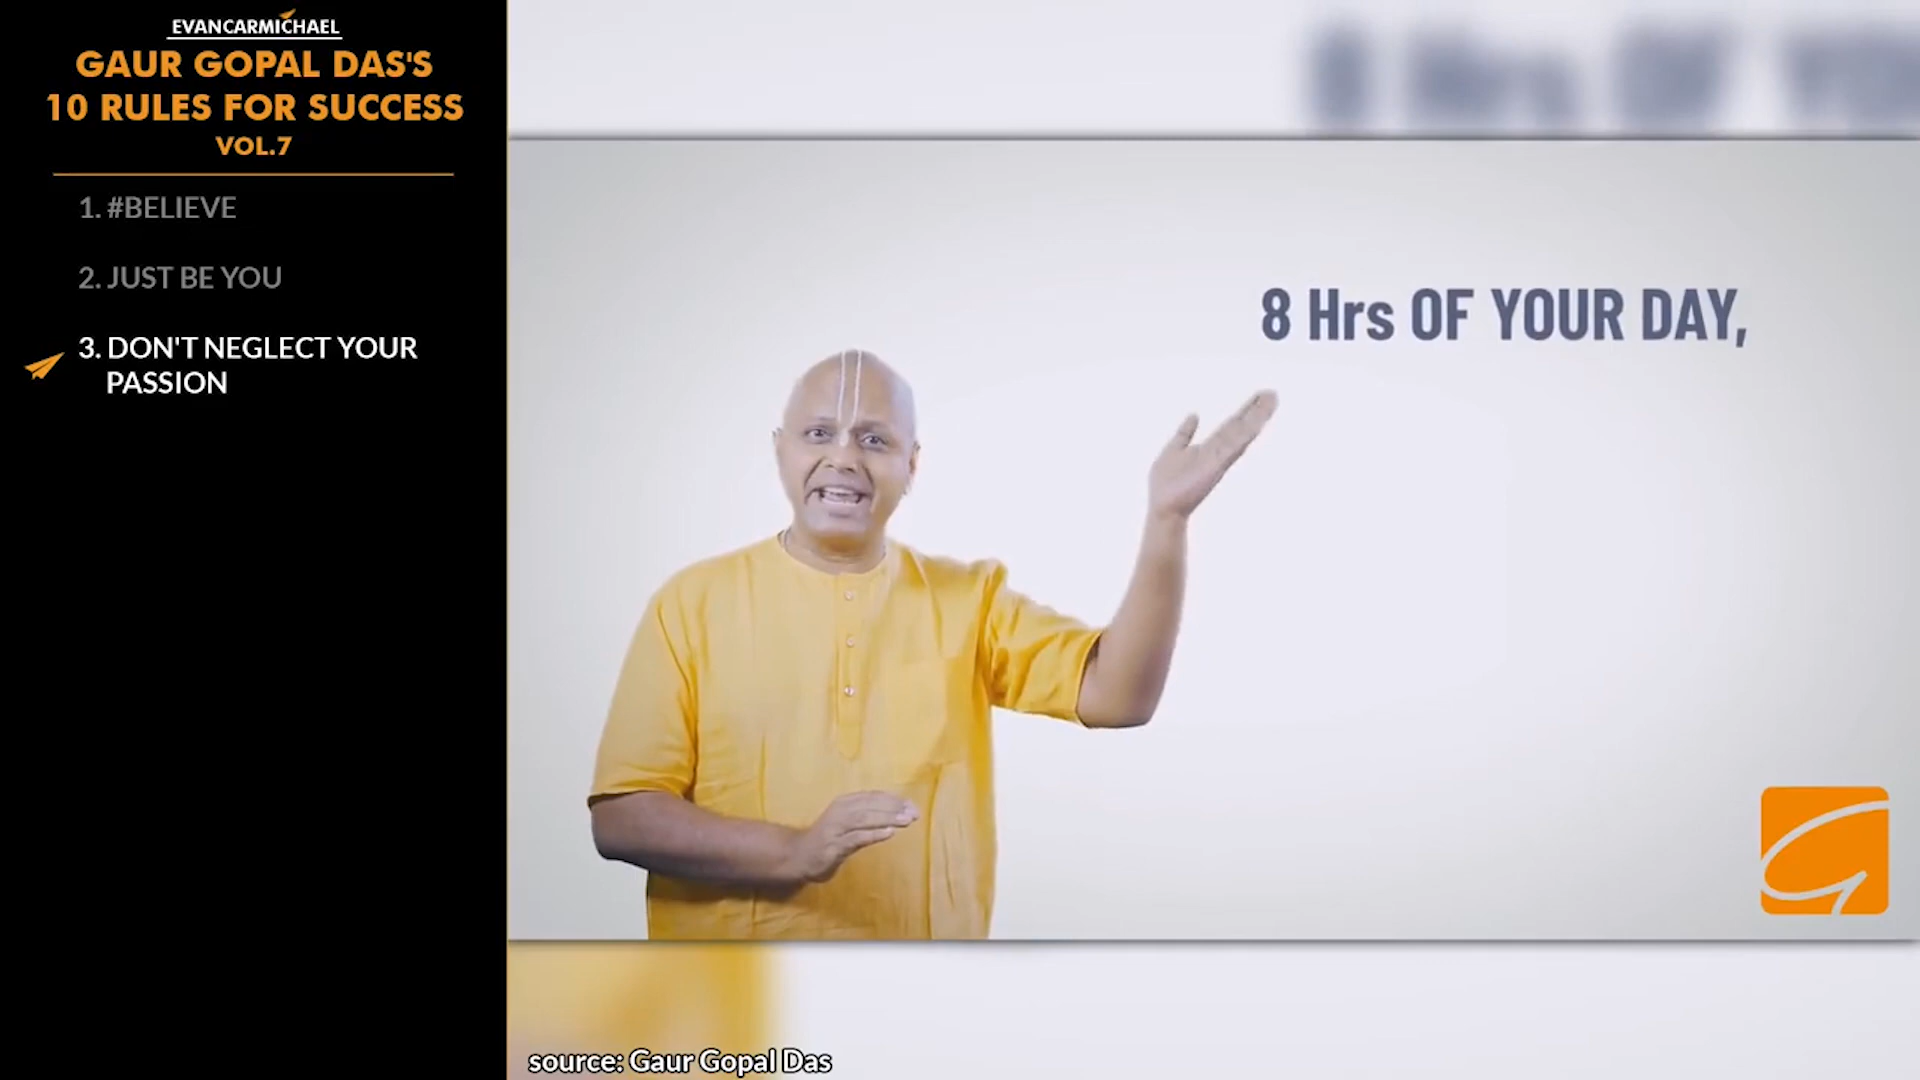 EVANCARMICHAEL
GAUR GOPAL DAS'S
10 RULES FOR SUCCESS
VOL.7
1. #BELIEVE
2. JUST BE YOU
3. DON'T NEGLECT YOUR
PASSION
8 Hrs OF YOUR DAY,
source: Gaur Gopal Das